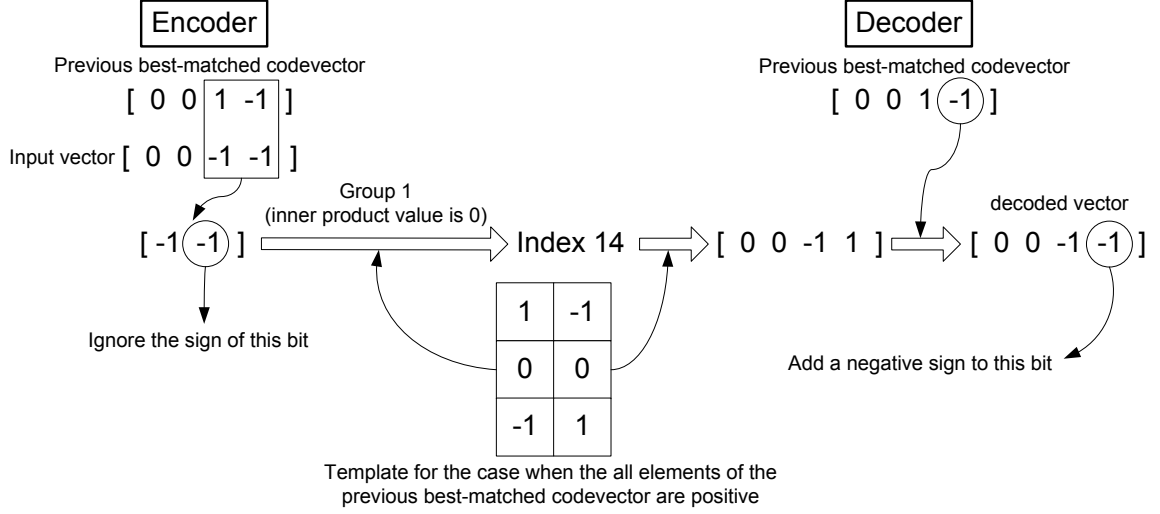 Encoder
Previous best-matched codevector
[ 0 0 1 -1 ]
Input vector [ 0 0 -1 -1 ]
[ -1 -1 ]
Ignore the sign of this bit
Group 1
(inner product value is 0)
Index 14
1 -1
0 0
-1 1
Template for the case when the all elements of the
previous best-matched codevector are positive
Decoder
Previous best-matched codevector
[ 0 0 1 -1 ]
[ 0 0 -1 1 ]
decoded vector
[ 0 0 -1 -1 ]
Add a negative sign to this bit